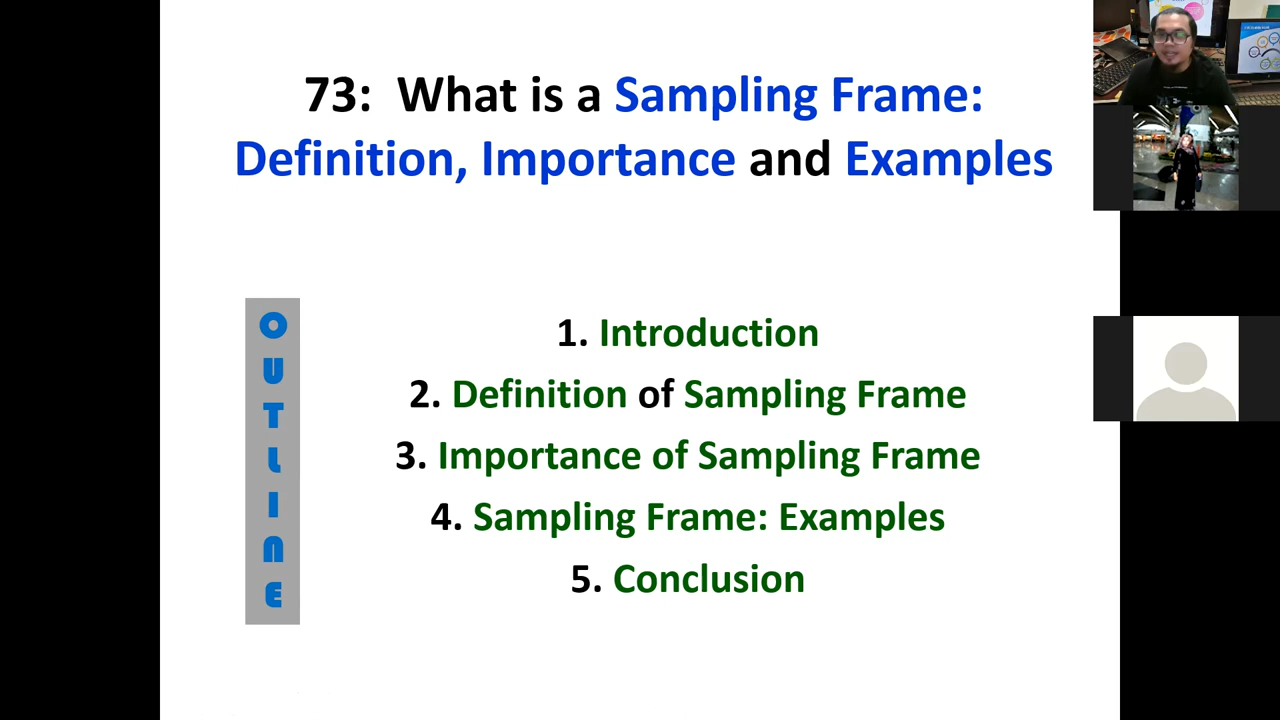 73: What is a Sampling Frame:
Definition, Importance and Examples
OUTLINE
1. Introduction
2. Definition of Sampling Frame
3. Importance of Sampling Frame
4. Sampling Frame: Examples
5. Conclusion